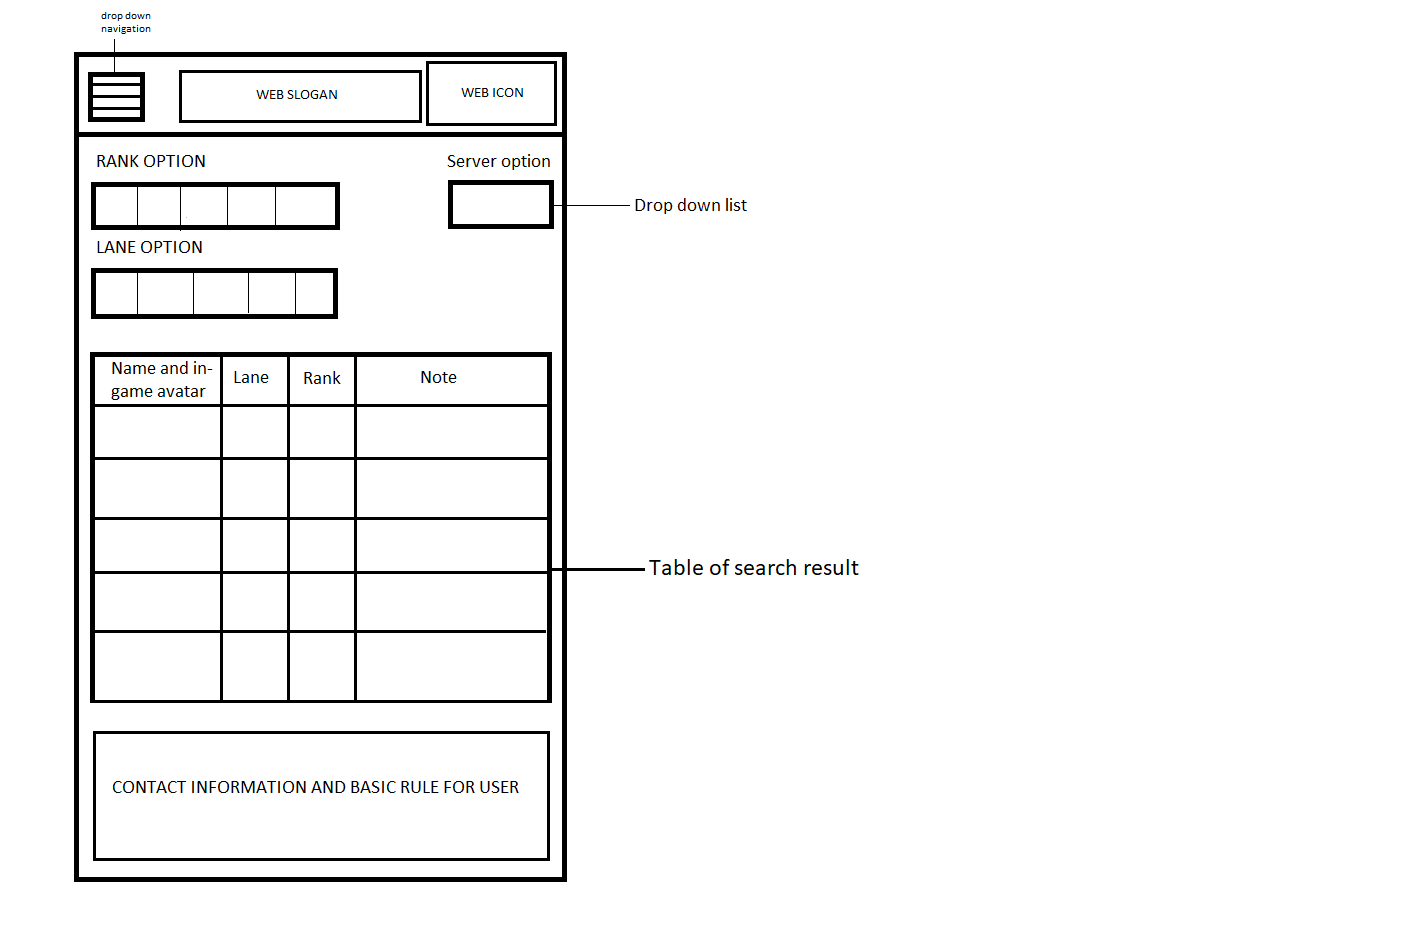 drop down
navigation
WEB SLOGAN
WEB ICON
RANK OPTION
Server option
Drop down list
LANE OPTION
Name and in-
game avatar
Lane
Rank
Note
Table of search result
CONTACT INFORMATION AND BASIC RULE FOR USER